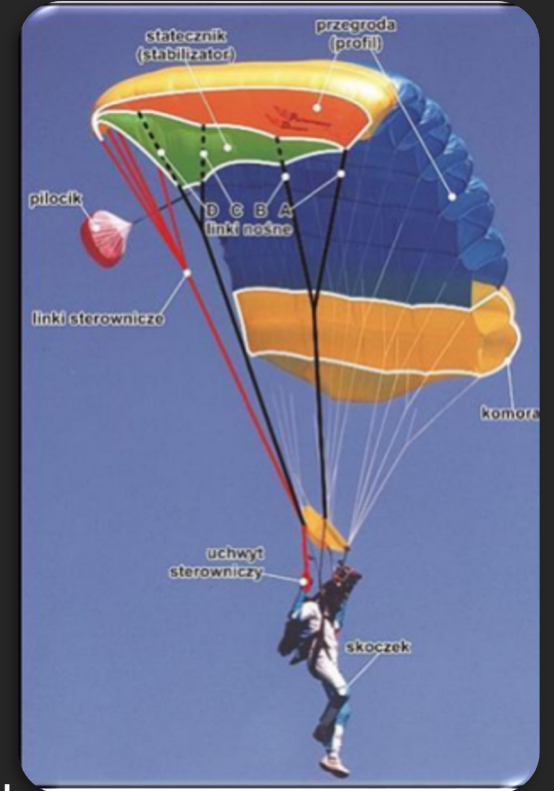 przegroda
(profil)
statecznik
(stabilizator)
pilocik
D C B A
linki nośne
linki sterownicze
komora
uchwyt
sterowniczy
skoczek